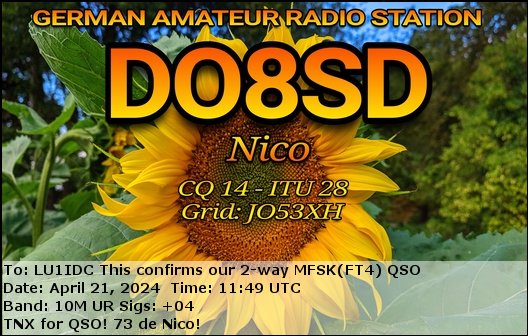 GERMAN AMATEUR RADIO STATION
DO8SD
Nico
CQ 14 - ITU 28
Grid: JO53XH
To: LU1IDC This confirms our 2-way MFSK(FT4) QSO
Date: April 21, 2024 Time: 11:49 UTC
Band: 10M UR Sigs: +04
TNX for QSO! 73 de Nico!